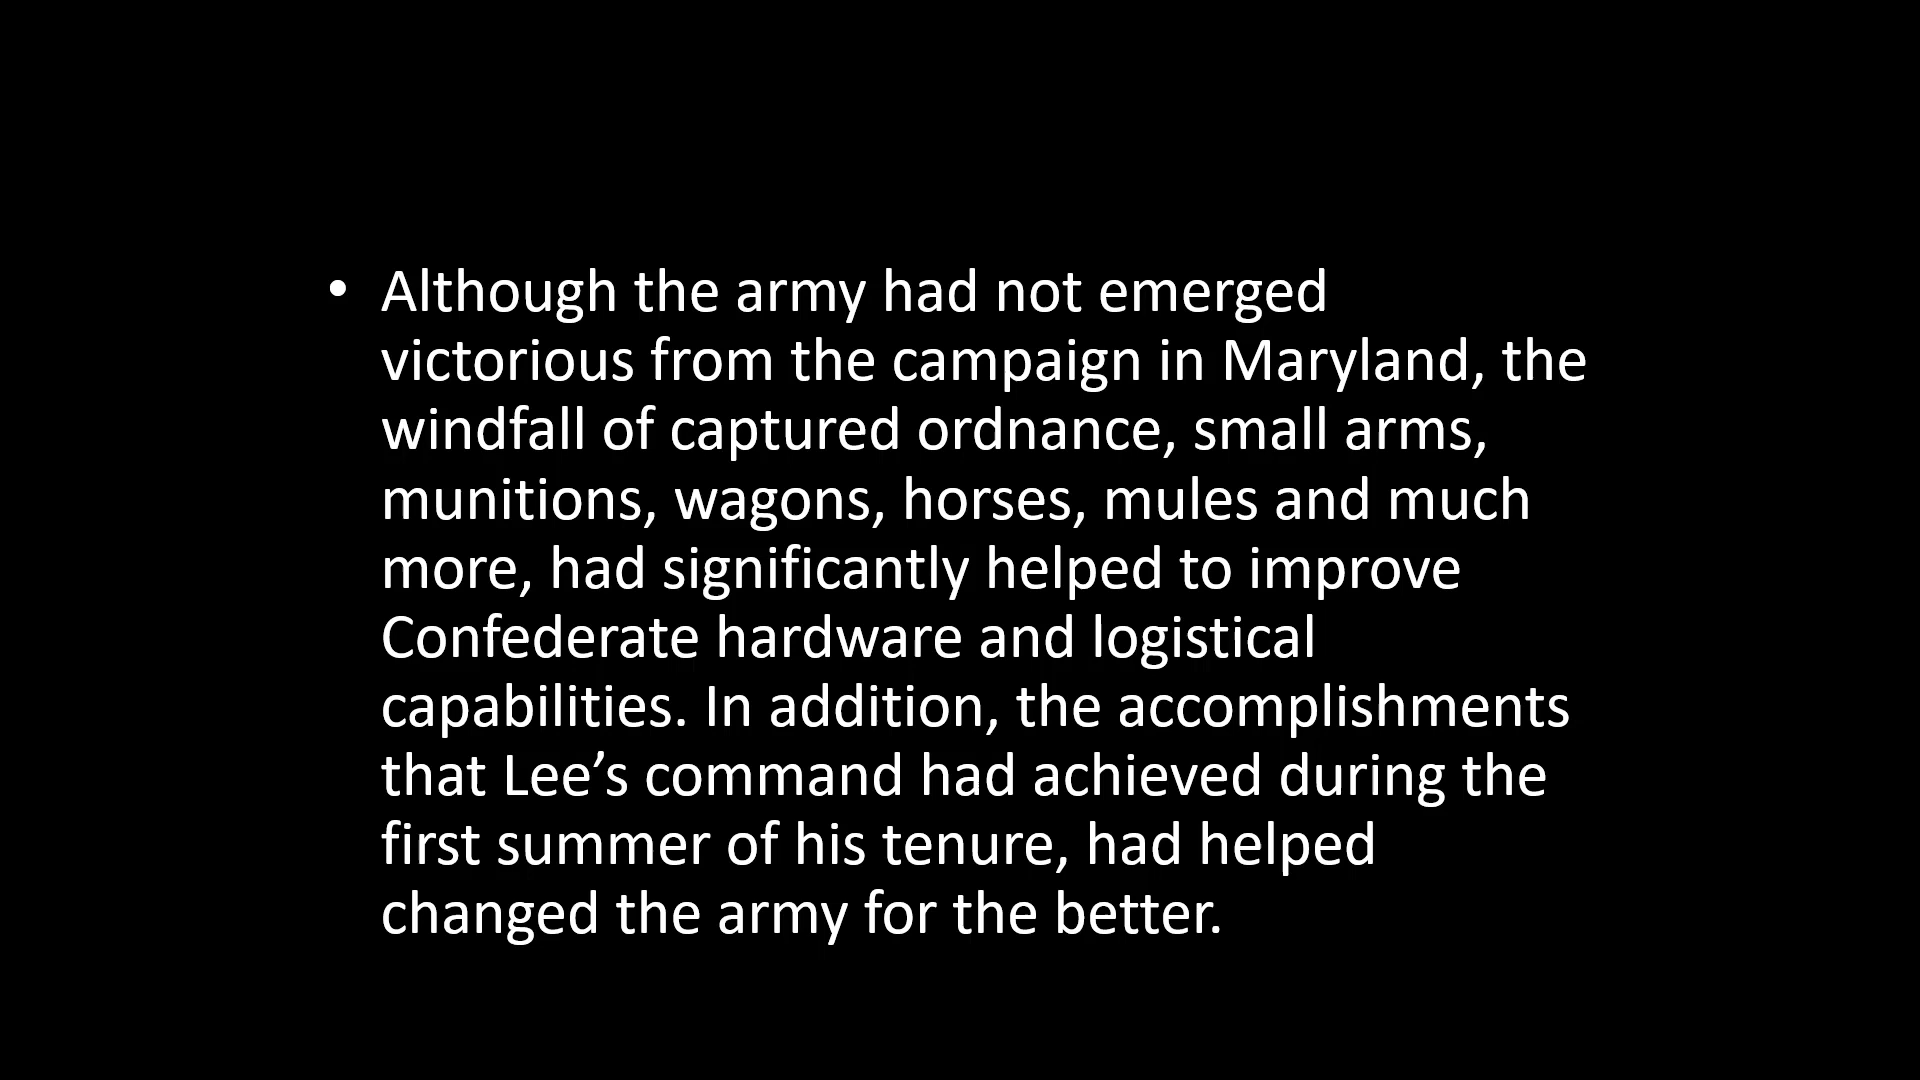 • Although the army had not emerged
victorious from the campaign in Maryland, the
windfall of captured ordnance, small arms,
munitions, wagons, horses, mules and much
more, had significantly helped to improve
Confederate hardware and logistical
capabilities. In addition, the accomplishments
that Lee’s command had achieved during the
first summer of his tenure, had helped
changed the army for the better.